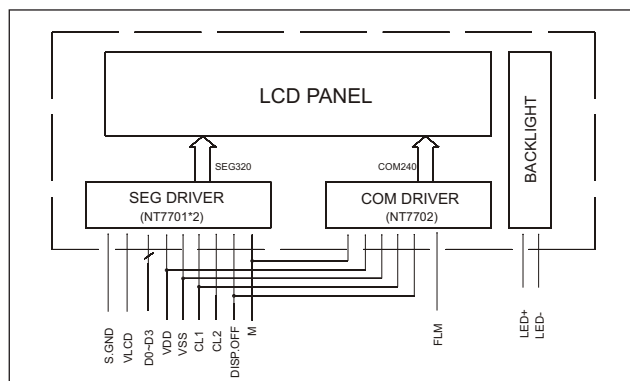 LCD PANEL
BACKLIGHT
SEG320
COM240
SEG DRIVER
(NT7701*2)
COM DRIVER
(NT7702)
S.GND
VLCD
D0~D3
VDD
VSS
CL1
CL2
DISP.OFF
M
FLM
LED+
LED-